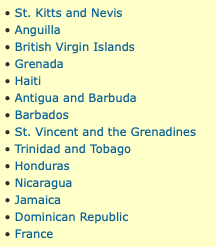 • St. Kitts and Nevis
• Anguilla
• British Virgin Islands
• Grenada
• Haiti
• Antigua and Barbuda
• Barbados
• St. Vincent and the Grenadines
• Trinidad and Tobago
• Honduras
• Nicaragua
• Jamaica
• Dominican Republic
• France